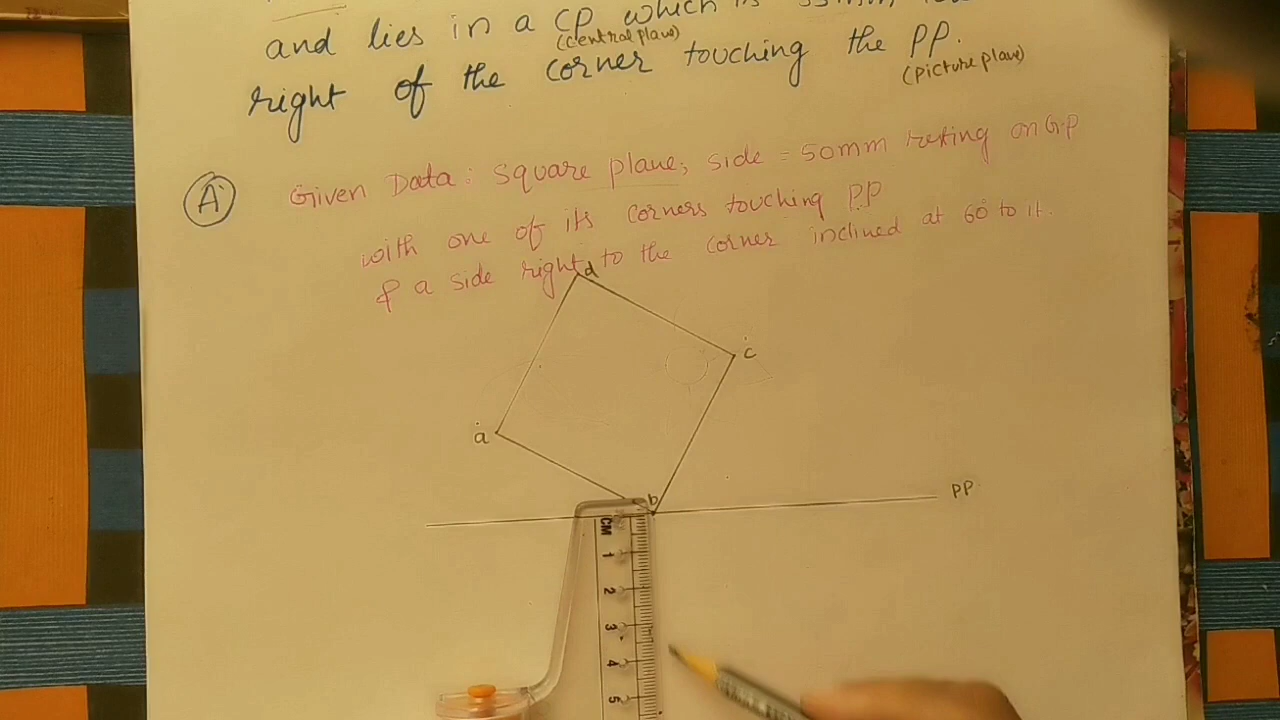 and lies in a CP which is 35mm
(central plane)
right of the corner touching the PP.
(picture plane)
A
Given Data: square plane; side = 50mm resting on G.P
with one of its corners touching PP
& a side right to the corner inclined at 60° to it.
d
c
a
b
PP
CM
1
2
3
4
5